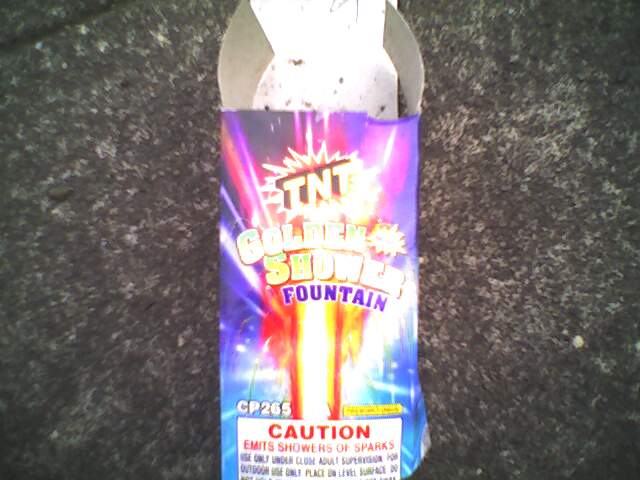 LEVEL
TNT
GOLDEN
SHOWER
FOUNTAIN
CP265
CAUTION
EMITS SHOWERS OF SPARKS.
USE ONLY UNDER CLOSE ADULT SUPERVISION. FOR
OUTDOOR USE ONLY. PLACE ON LEVEL SURFACE. DO